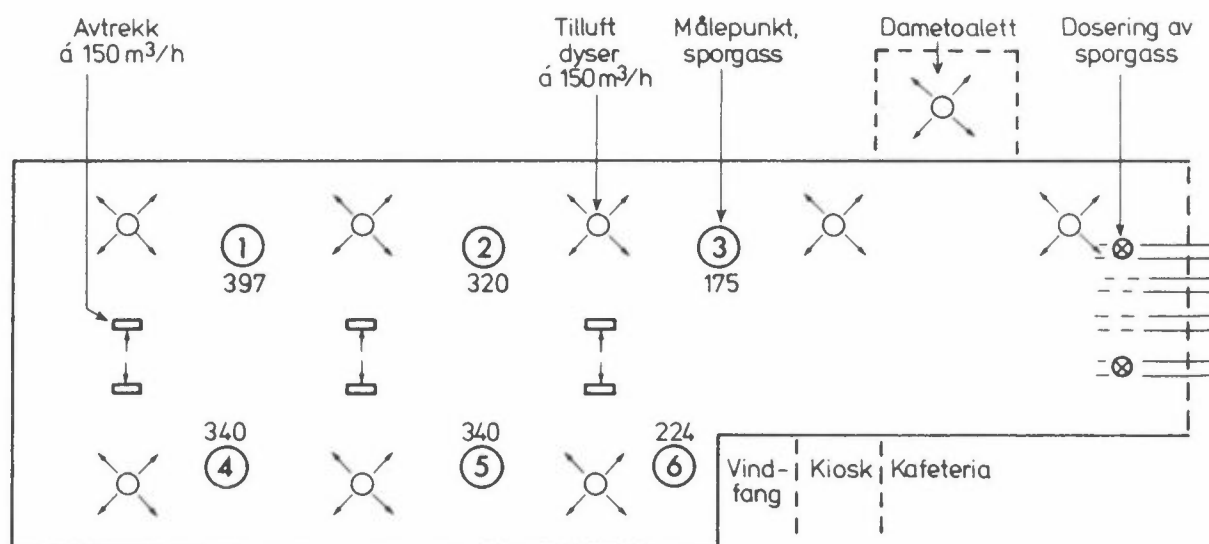 Avtrekk
á 150 m³/h
Tilluft
dyser
á 150 m³/h
Målepunkt,
sporgass
Dametoalett
Dosering av
sporgass
1
397
2
320
3
175
340
4
340
5
224
6
Vind-
fang
Kiosk
Kafeteria